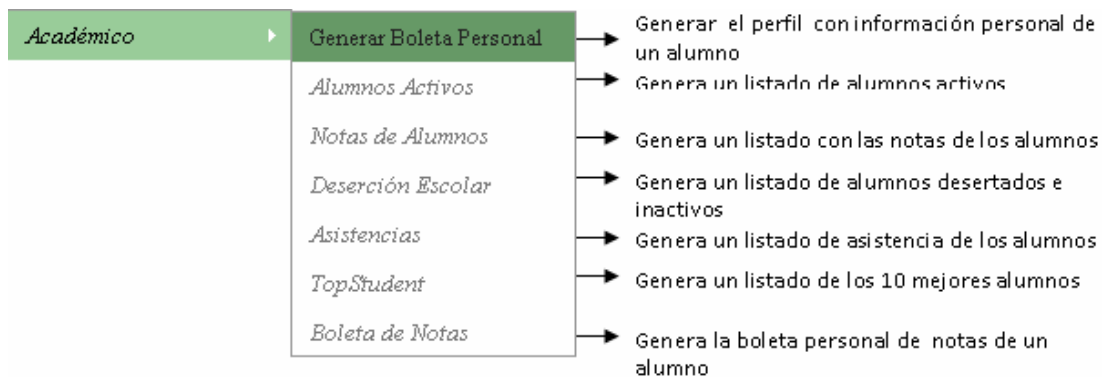 Académico
Generar Boleta Personal
Generar el perfil con información personal de
un alumno
Alumnos Activos
Genera un listado de alumnos activos
Notas de Alumnos
Genera un listado con las notas de los alumnos
Deserción Escolar
Genera un listado de alumnos desertados e
inactivos
Asistencias
Genera un listado de asistencia de los alumnos
TopStudent
Genera un listado de los 10 mejores alumnos
Boleta de Notas
Genera la boleta personal de notas de un
alumno